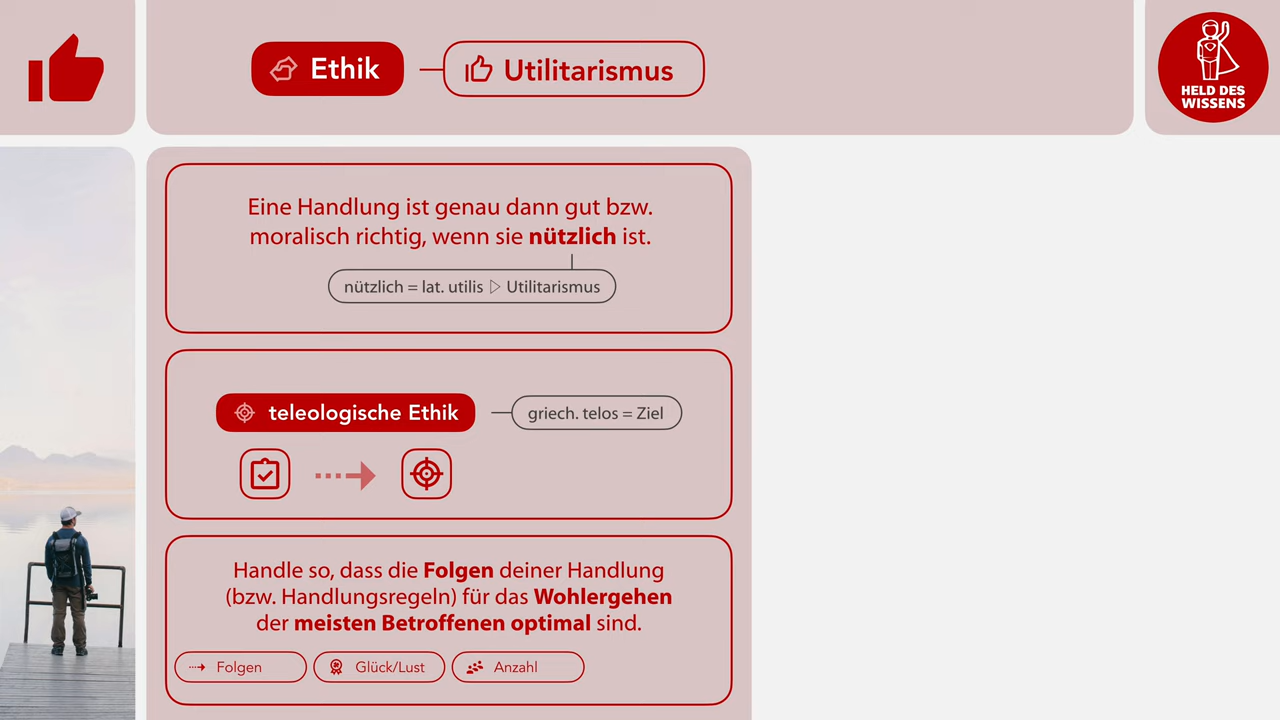 Ethik
Utilitarismus
HELD DES
WISSENS
Eine Handlung ist genau dann gut bzw.
moralisch richtig, wenn sie nützlich ist.
nützlich = lat. utilis ▷ Utilitarismus
teleologische Ethik
griech. telos = Ziel
Handle so, dass die Folgen deiner Handlung
(bzw. Handlungsregeln) für das Wohlergehen
der meisten Betroffenen optimal sind.
Folgen
Glück/Lust
Anzahl